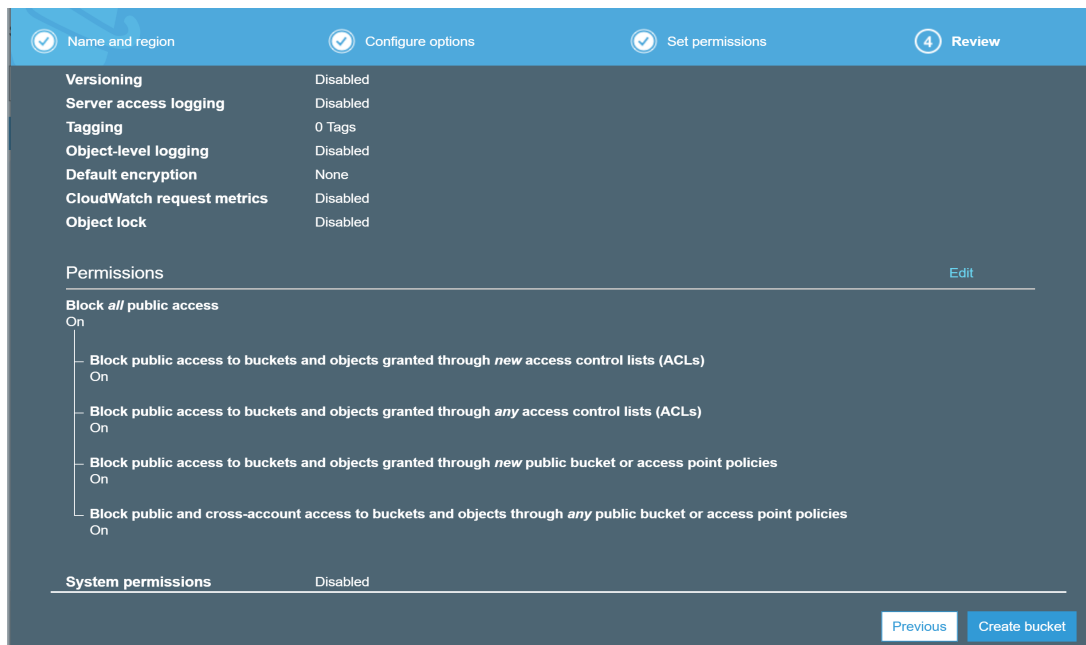 Name and region Configure options Set permissions 4 Review
Versioning Disabled
Server access logging Disabled
Tagging 0 Tags
Object-level logging Disabled
Default encryption None
CloudWatch request metrics Disabled
Object lock Disabled
Permissions Edit
Block all public access
On
Block public access to buckets and objects granted through new access control lists (ACLs)
On
Block public access to buckets and objects granted through any access control lists (ACLs)
On
Block public access to buckets and objects granted through new public bucket or access point policies
On
Block public and cross-account access to buckets and objects through any public bucket or access point policies
On
System permissions Disabled
Previous Create bucket